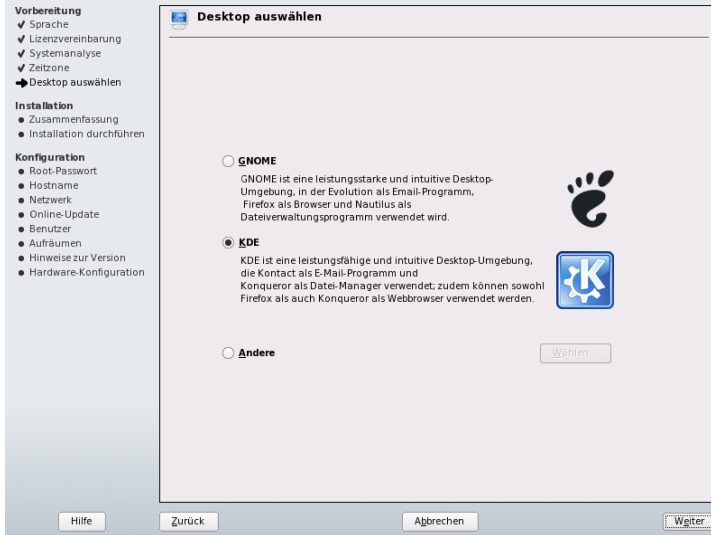 Vorbereitung
Sprache
Lizenzvereinbarung
Systemanalyse
Zeitzone
Desktop auswählen
Installation
Zusammenfassung
Installation durchführen
Konfiguration
Root-Passwort
Hostname
Netzwerk
Online-Update
Benutzer
Aufräumen
Hinweise zur Version
Hardware-Konfiguration
Desktop auswählen
GNOME
GNOME ist eine leistungsstarke und intuitive Desktop-
Umgebung, in der Evolution als Email-Programm,
Firefox als Browser und Nautilus als
Dateiverwaltungsprogramm verwendet wird.
KDE
KDE ist eine leistungsfähige und intuitive Desktop-Umgebung,
die Kontact als E-Mail-Programm und
Konqueror als Datei-Manager verwendet; zudem können sowohl
Firefox als auch Konqueror als Webbrowser verwendet werden.
K
Andere
Wählen...
Hilfe
Zurück
Abbrechen
Weiter